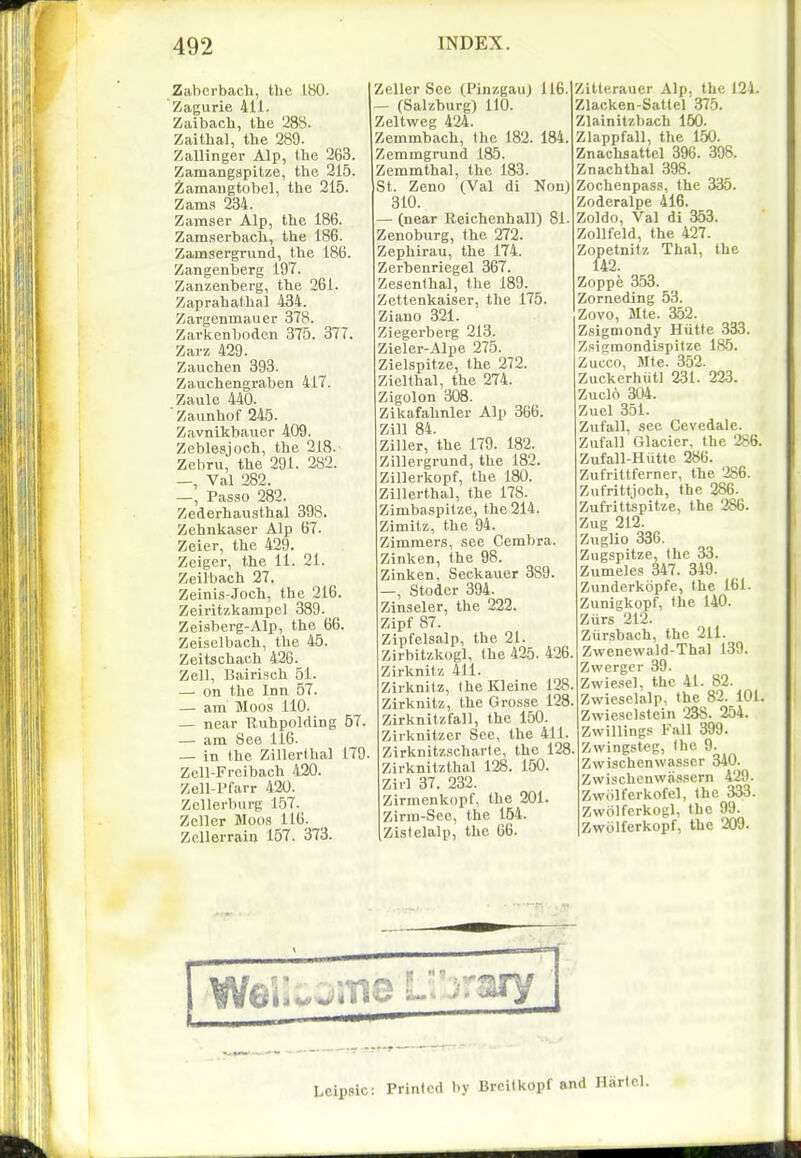 492
INDEX.
Zaberbach, the 180.
Zagurie 411.
Zaibach, the 288.
Zaithal, the 289.
Zallinger Alp, the 263.
Zamangspitze, the 215.
Zamangtobel, the 215.
Zams 234.
Zamser Alp, the 186.
Zamserbach, the 186.
Zamsergrund, the 186.
Zangenberg 197.
Zanzenberg, the 261.
Zaprahathal 434.
Zargenmauer 378.
Zarkenboden 375. 377.
Zarz 429.
Zauchen 393.
Zauchengraben 417.
Zaule 440.
Zaunhof 245.
Zavnikbauer 409.
Zeblesjoch, the 218.
Zebru, the 291. 282.
—, Val 282.
—, Passo 282.
Zederhausthal 398.
Zehnkaser Alp 67.
Zeier, the 429.
Zeiger, the 11. 21.
Zeilbach 27.
Zeinis-Joch, the 216.
Zeiritzkampel 389.
Zeisberg-Alp, the 66.
Zeiselbach, the 45.
Zeitschach 426.
Zell, Bairisch 51.
— on the Inn 57.
— am Moos 110.
— near Ruhpolding 57.
— am See 116.
— in the Zillerthal 179.
Zell-Freibach 420.
Zell-Pfarr 420.
Zellerburg 157.
Zeller Moos 116.
Zellerrain 157. 373.
Zeller See (Pinzgau) 116.
— (Salzburg) 110.
Zeltweg 424.
Zemmbach, the 182. 184.
Zemmgrund 185.
Zemmthal, the 183.
St. Zeno (Val di Non)
310.
— (near Reichenhall) 81.
Zenoburg, the 272.
Zephirau, the 174.
Zerbenriegel 367.
Zesenthal, the 189.
Zettenkaiser, the 175.
Ziano 321.
Ziegerberg 213.
Zieler-Alpe 275.
Zielspitze, the 272.
Zielthal, the 274.
Zigolon 308.
Zikafahnler Alp 366.
Zill 84.
Ziller, the 179. 182.
Zillergrund, the 182.
Zillerkopf, the 180.
Zillerthal, the 178.
Zimbaspitze, the 214.
Zimitz, the 94.
Zimmers, see Cembra.
Zinken, the 98.
Zinken, Seckauer 389.
—, Stoder 394.
Zinseler, the 222.
Zipf 87.
Zipfelsalp, the 21.
Zirbitzkogl, the 425. 426.
Zirknitz 411.
Zirknitz, the Kleine 128.
Zirknitz, the Grosse 128.
Zirknitzfall, the 150.
Zirknitzer See, the 411.
Zirknitzscharte, the 128.
Zirknitzthal 128. 150.
Zirl 37. 232.
Zirmenkopf, the 201.
Zirm-See, the 154.
Zistelalp, the 66.
Zitterauer Alp, the 124.
Zlacken-Sattel 375.
Zlainitzbach 150.
Zlappfall, the 150.
Znachsattel 396. 398.
Znachthal 398.
Zochenpass, the 335.
Zoderalpe 416.
Zoldo, Val di 353.
Zollfeld, the 427.
Zopetnitz Thal, the
142.
Zoppè 353.
Zorneding 53.
Zovo, Mte. 352.
Zsigmondy Hütte 333.
Zsigmondispitze 185.
Zucco, Mte. 352.
Zuckerhütl 231. 223.
Zuclò 304.
Zuel 351.
Zufall, see Cevedale.
Zufall Glacier, the 286.
Zufall-Hütte 286.
Zufrittferner, the 286.
Zufrittjoch, the 286.
Zufrittspitze, the 286.
Zug 212.
Zuglio 336.
Zugspitze, the 33.
Zumeles 347. 349.
Zunderköpfe, the 161.
Zunigkopf, the 140.
Zürs 212.
Zürsbach, the 211.
Zwenewald-Thal 139.
Zwerger 39.
Zwiesel, the 41. 82.
Zwieselalp, the 82. 101.
Zwieselstein 238. 254.
Zwillings Fall 399.
Zwingsteg, the 9.
Zwischenwasser 340.
Zwischenwässern 429.
Zwölferkofel, the 333.
Zwölferkogl, the 99.
Zwölferkopf, the 209.
Wellcome Library
Leipsic: Printed by Breitkopf and Härtel.